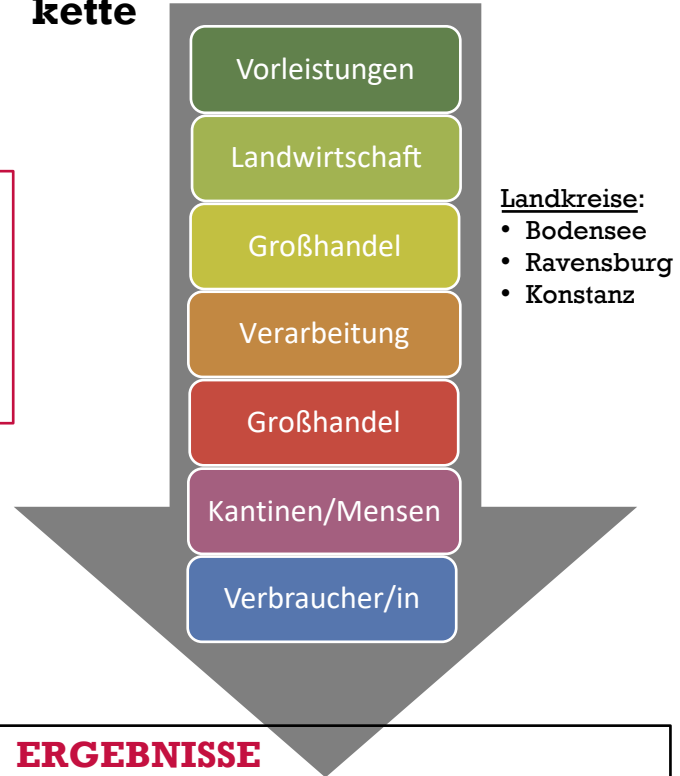 kette
Vorleistungen
Landwirtschaft
Großhandel
Verarbeitung
Großhandel
Kantinen/Mensen
Verbraucher/in
Landkreise:
• Bodensee
• Ravensburg
• Konstanz
ERGEBNISSE